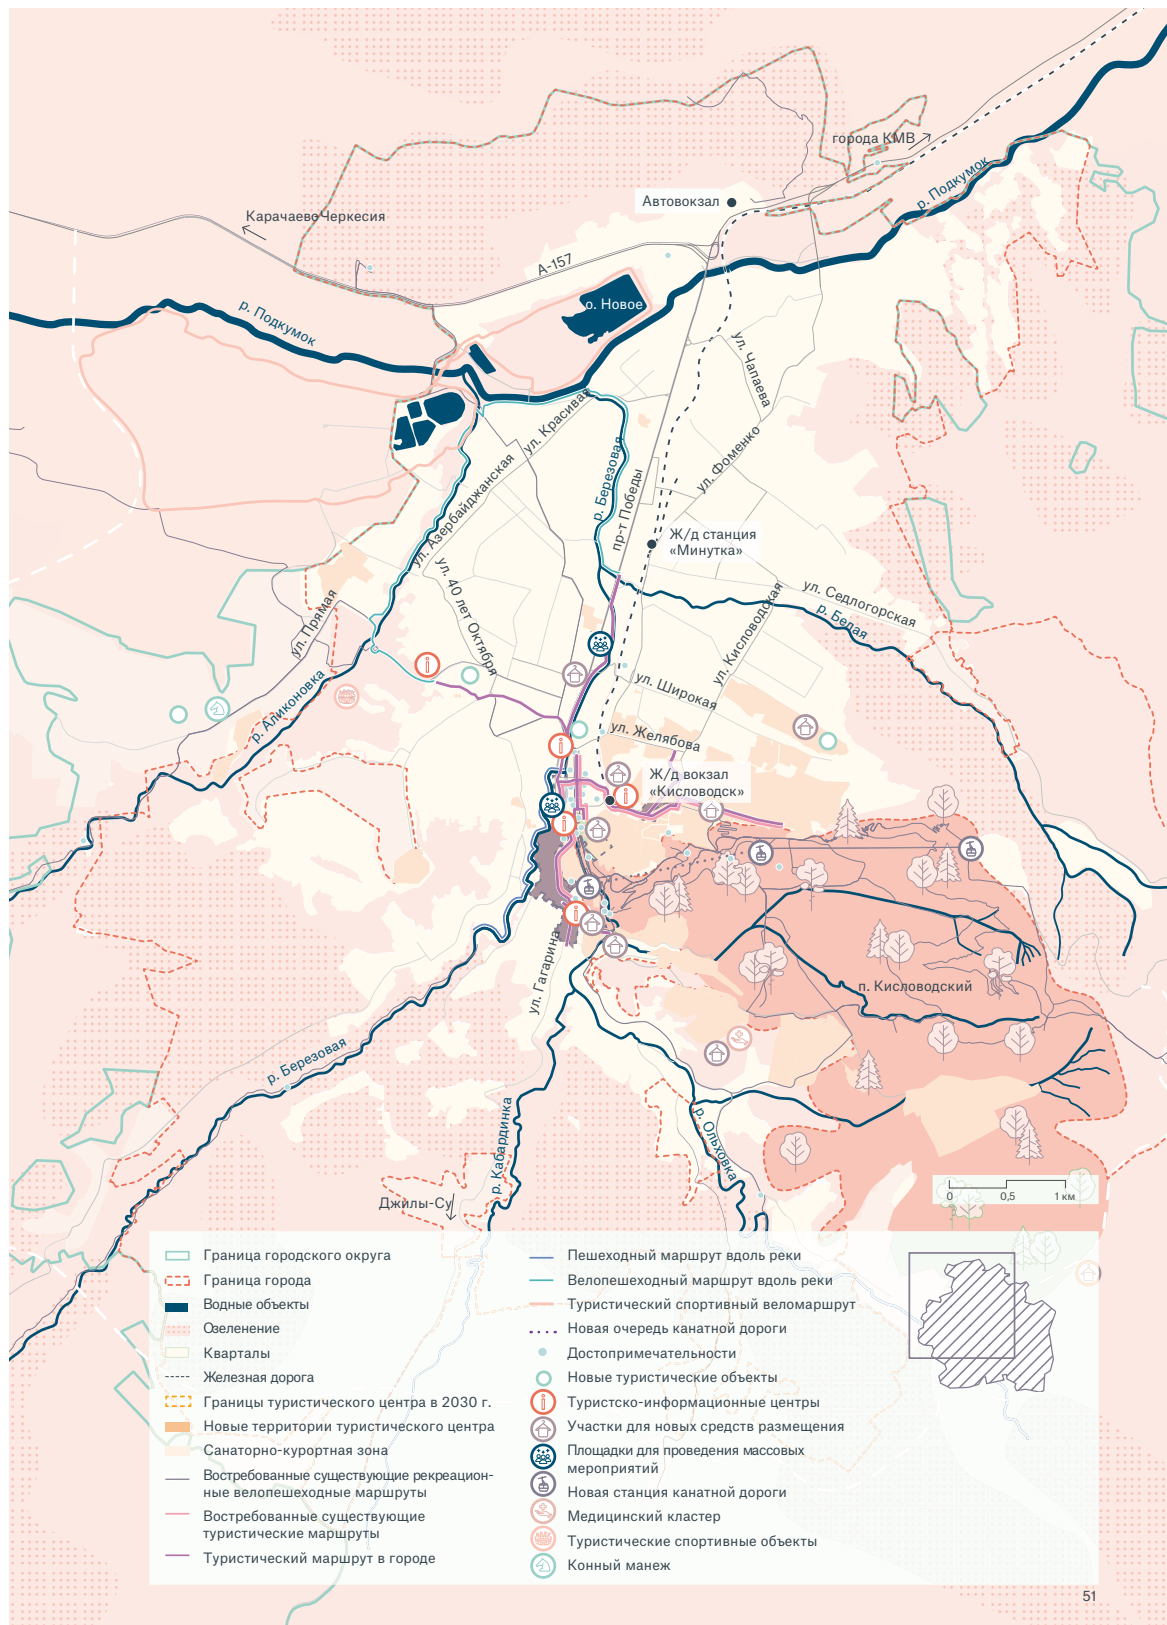 города КМВ
р. Подкумок
Автовокзал
Карачаево-Черкесия
А-157
о. Новое
р. Подкумок
ул. Чапаева
ул. Красивая
ул. Фоменко
ул. Азербайджанская
р. Березовая
пр-т Победы
Ж/д станция
«Минутка»
ул. 40 лет Октября
ул. Седлогорская
р. Белая
ул. Прямая
ул. Кисловодская
р. Аликоновка
ул. Широкая
ул. Желябова
Ж/д вокзал
«Кисловодск»
ул. Гагарина
п. Кисловодский
р. Березовая
р. Кабардинка
р. Ольховка
Джилы-Су
0
0,5
1 км
Граница городского округа
Граница города
Водные объекты
Озеленение
Кварталы
Железная дорога
Границы туристического центра в 2030 г.
Новые территории туристического центра
Санаторно-курортная зона
Востребованные существующие рекреацион-
ные велопешеходные маршруты
Востребованные существующие
туристические маршруты
Туристический маршрут в городе
Пешеходный маршрут вдоль реки
Велопешеходный маршрут вдоль реки
Туристический спортивный веломаршрут
Новая очередь канатной дороги
Достопримечательности
Новые туристические объекты
Туристско-информационные центры
Участки для новых средств размещения
Площадки для проведения массовых
мероприятий
Новая станция канатной дороги
Медицинский кластер
Туристические спортивные объекты
Конный манеж
51